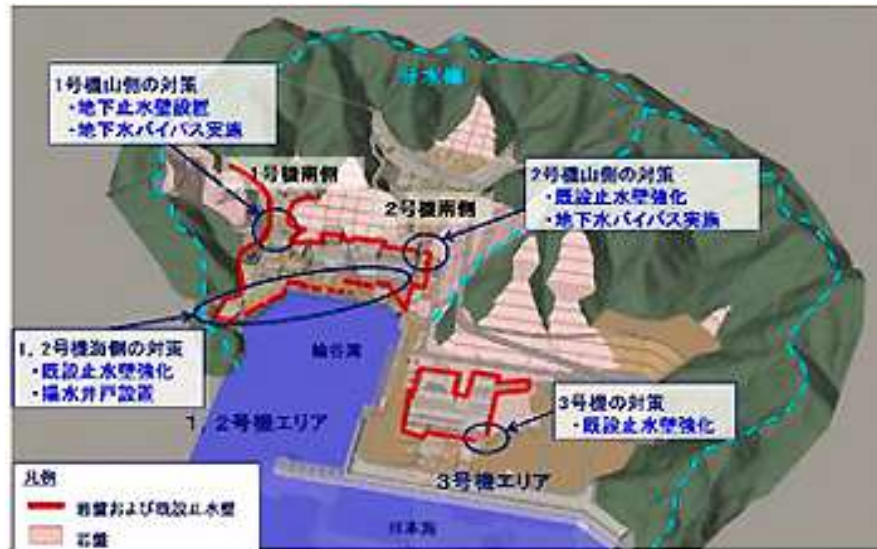 1号機山側の対策
・地下止水壁設置
・地下水バイパス実施
分水嶺
1号機南側
2号機南側
2号機山側の対策
・既設止水壁強化
・地下水バイパス実施
1，2号機海側の対策
・既設止水壁強化
・揚水井戸設置
輪谷湾
1，2号機エリア
3号機の対策
・既設止水壁強化
3号機エリア
日本海
凡例
岩盤および既設止水壁
岩盤